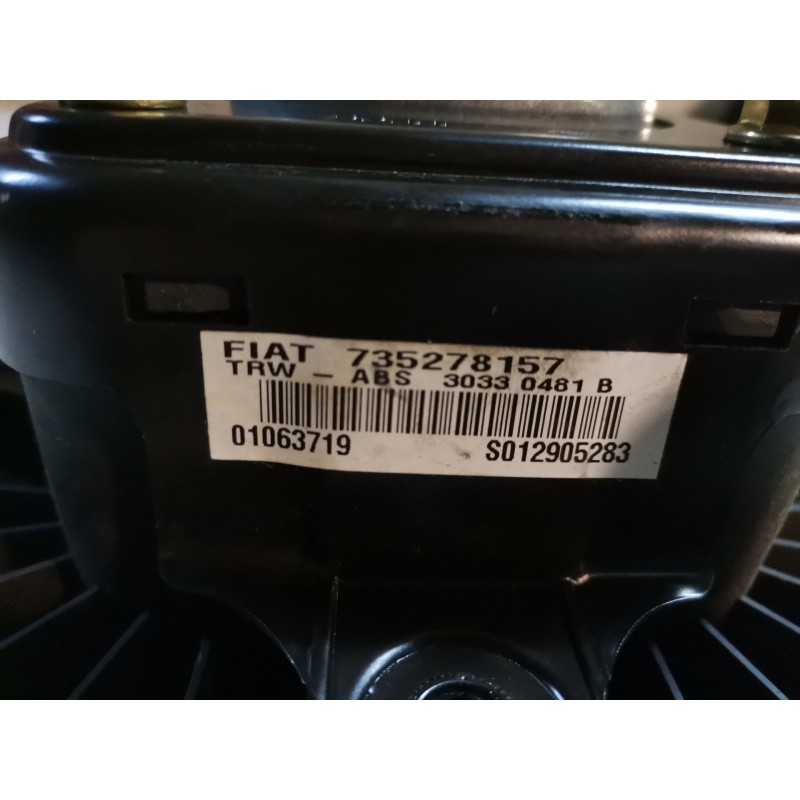 FIAT 735278157
TRW - ABS 3033 0481 B
01063719 S012905283